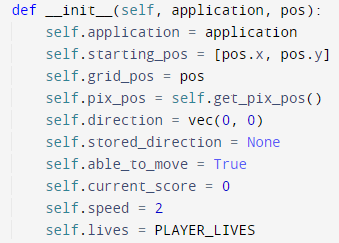 def __init__(self, application, pos):
    self.application = application
    self.starting_pos = [pos.x, pos.y]
    self.grid_pos = pos
    self.pix_pos = self.get_pix_pos()
    self.direction = vec(0, 0)
    self.stored_direction = None
    self.able_to_move = True
    self.current_score = 0
    self.speed = 2
    self.lives = PLAYER_LIVES